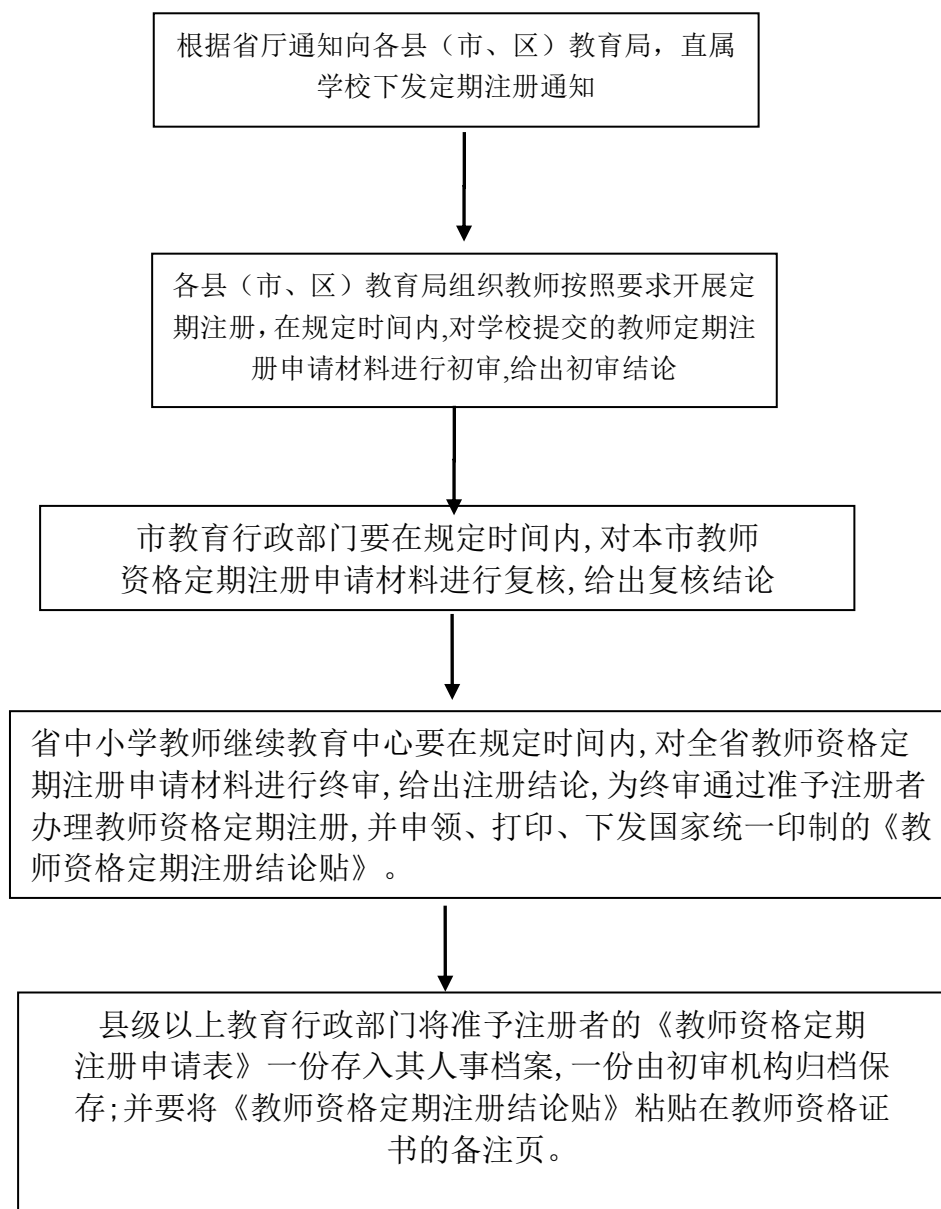 根据省厅通知向各县（市、区）教育局，直属
学校下发定期注册通知
各县（市、区）教育局组织教师按照要求开展定
期注册，在规定时间内,对学校提交的教师定期注
册申请材料进行初审,给出初审结论
市教育行政部门要在规定时间内,对本市教师
资格定期注册申请材料进行复核,给出复核结论
省中小学教师继续教育中心要在规定时间内,对全省教师资格定
期注册申请材料进行终审,给出注册结论,为终审通过准予注册者
办理教师资格定期注册,并申领、打印、下发国家统一印制的《教
师资格定期注册结论贴》。
县级以上教育行政部门将准予注册者的《教师资格定期
注册申请表》一份存入其人事档案,一份由初审机构归档保
存;并要将《教师资格定期注册结论贴》粘贴在教师资格证
书的备注页。